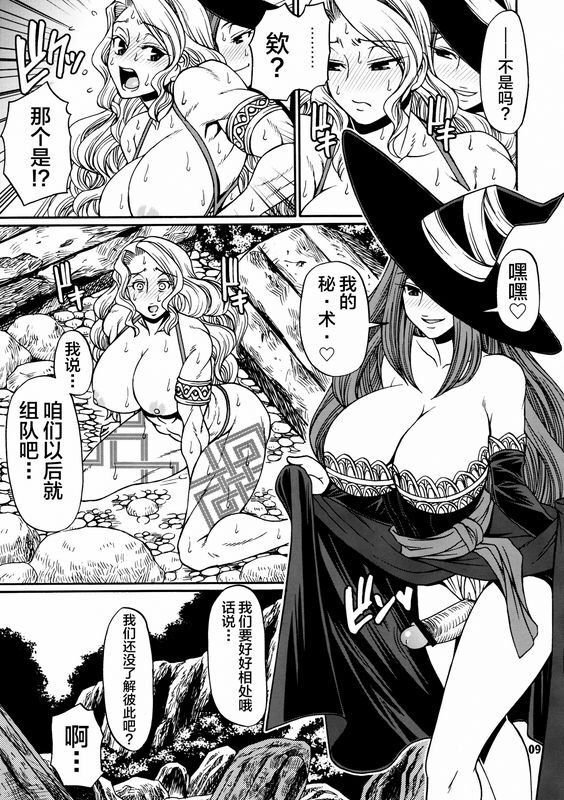 ——不是吗?
欸?
那个是!?
嘿嘿♡
我的
秘·术·♡
我说…
咱们以后就
组队吧…
我们要好好相处哦
话说…
我们还没了解彼此吧?
啊…
09